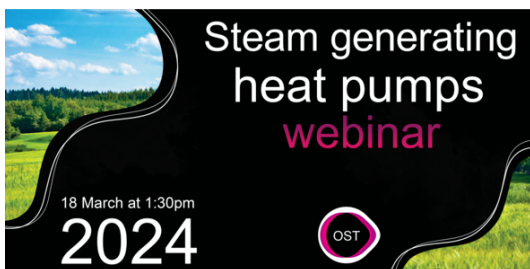 Steam generating
heat pumps
webinar
18 March at 1:30pm
2024
OST